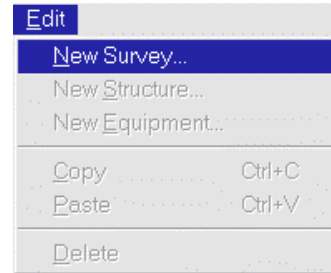 Edit
New Survey...
New Structure...
New Equipment...
Copy Ctrl+C
Paste Ctrl+V
Delete